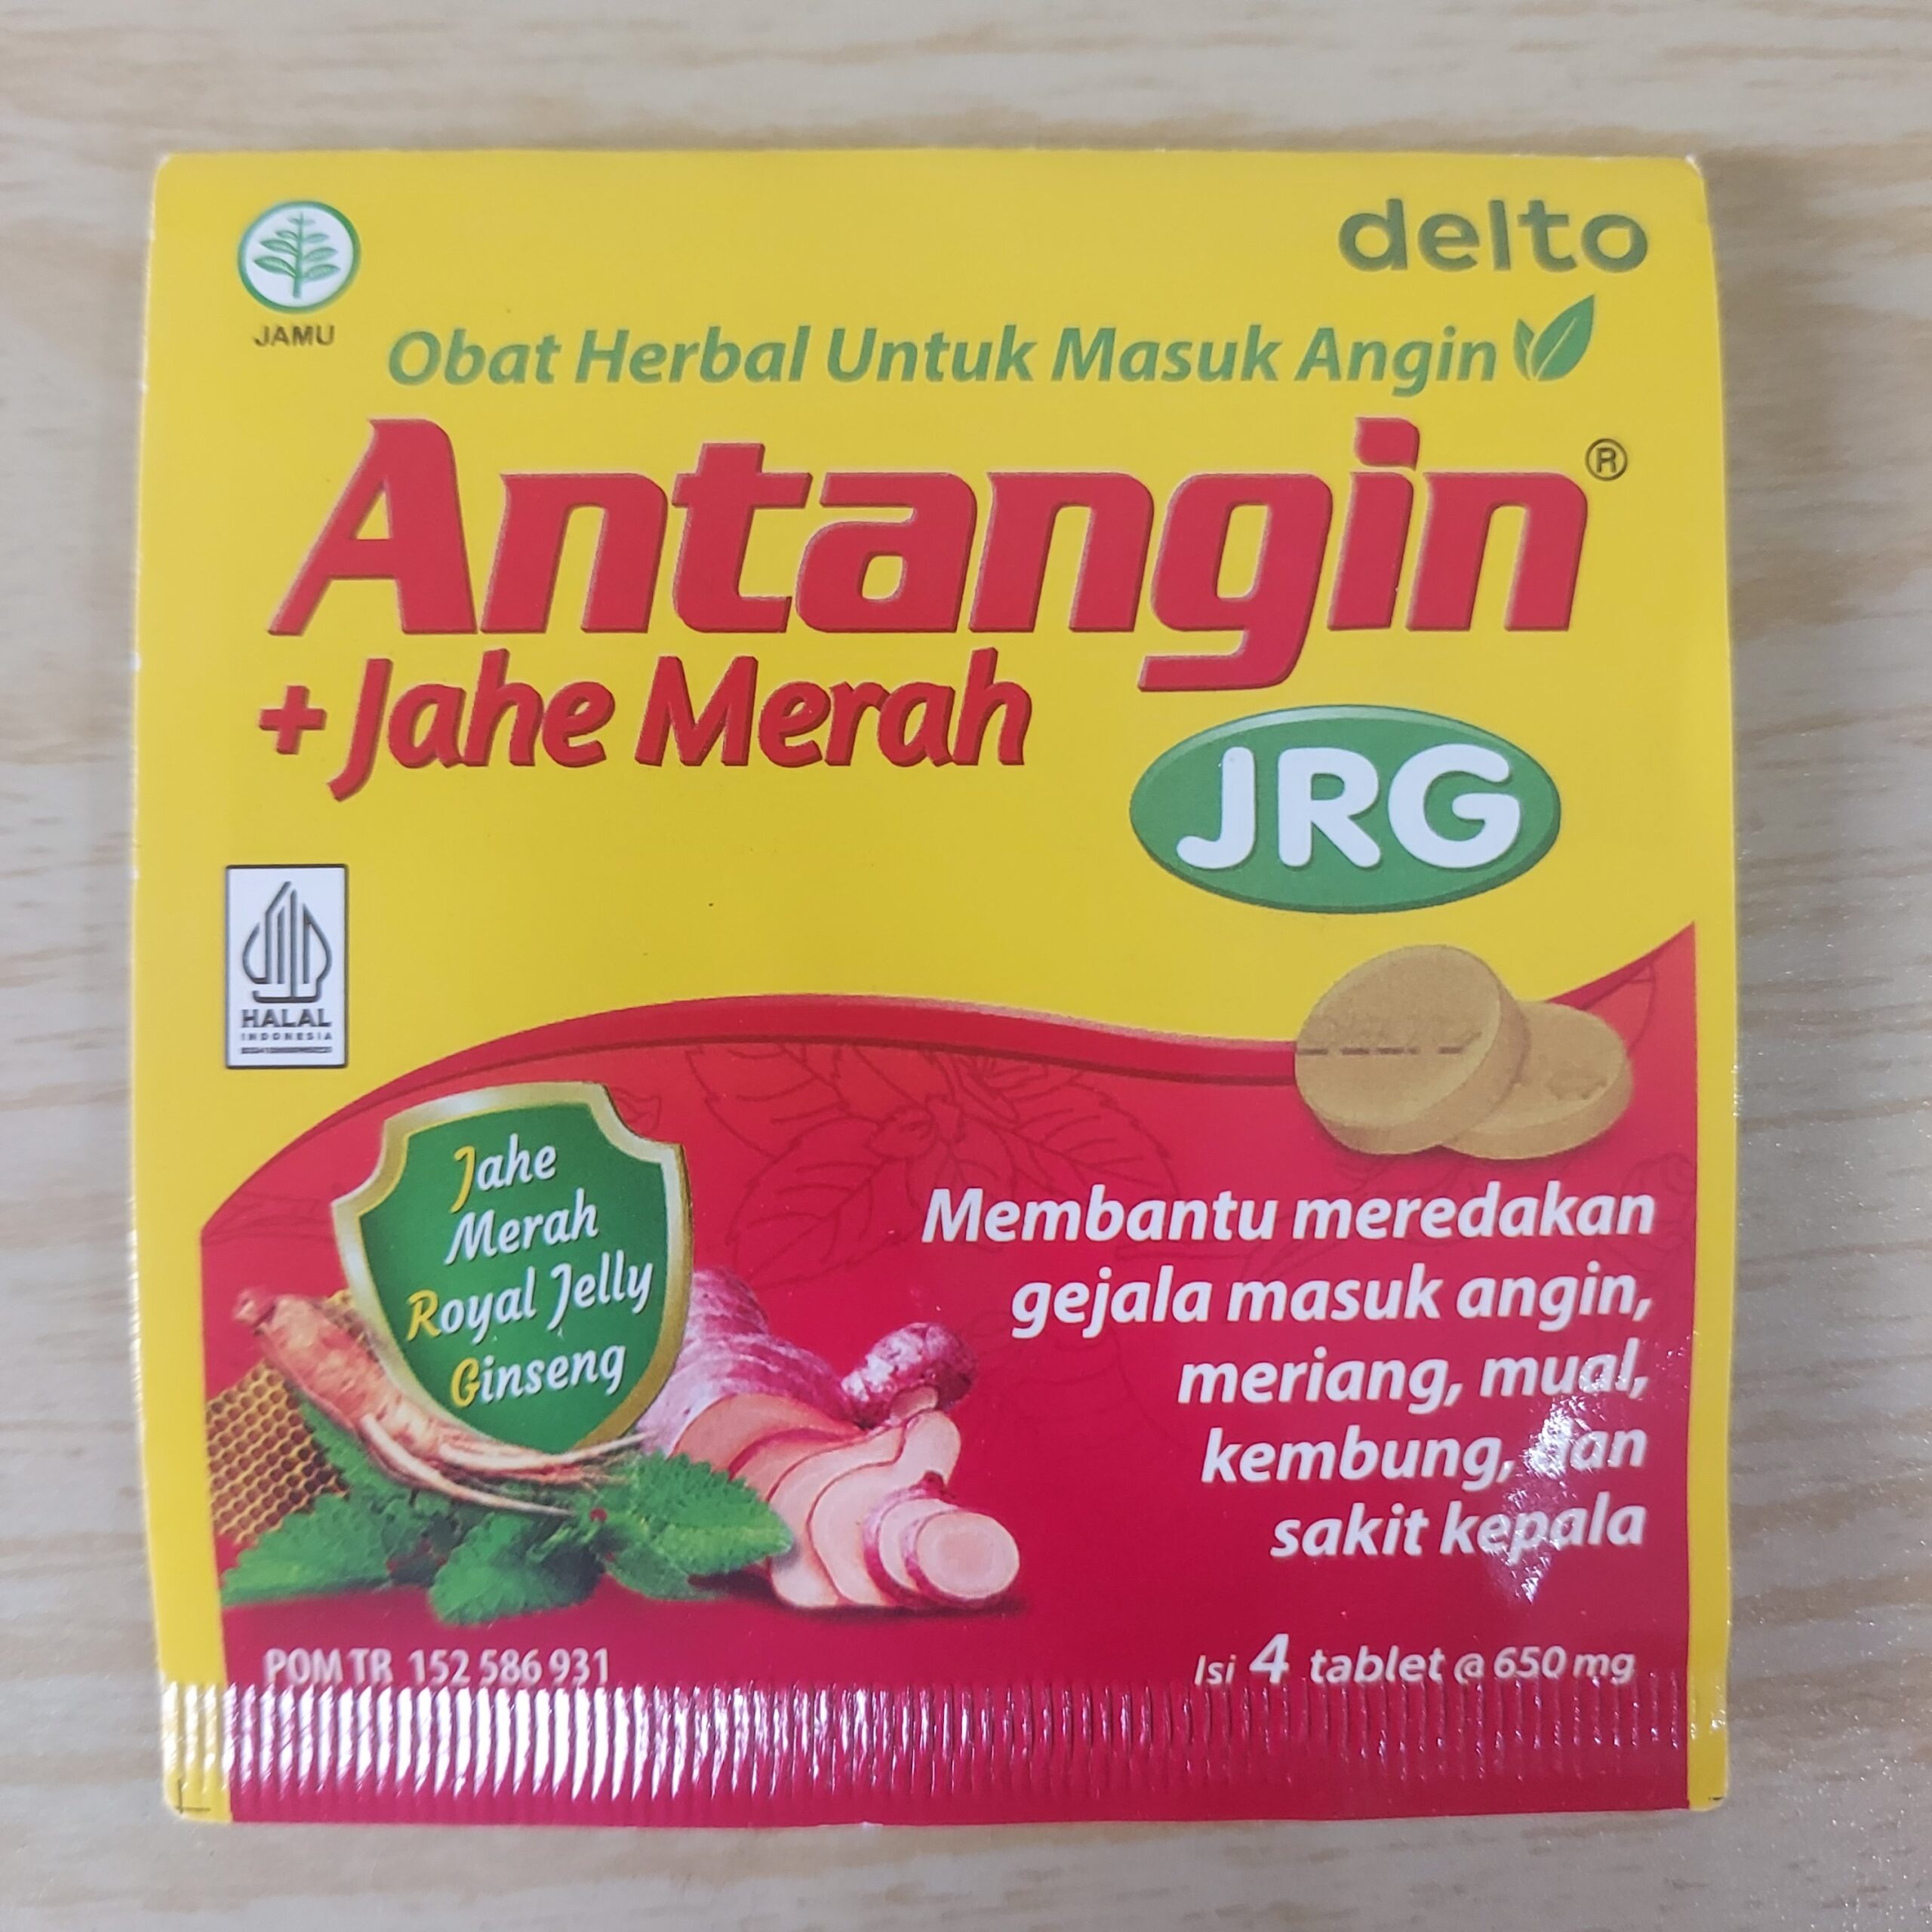 delto
JAMU
Obat Herbal Untuk Masuk Angin
Antangin®
+ Jahe Merah
JRG
HALAL
INDONESIA
Jahe
Merah
Royal Jelly
Ginseng
Membantu meredakan
gejala masuk angin,
meriang, mual,
kembung, dan
sakit kepala
POM TR 152 586 931
Isi 4 tablet @ 650 mg